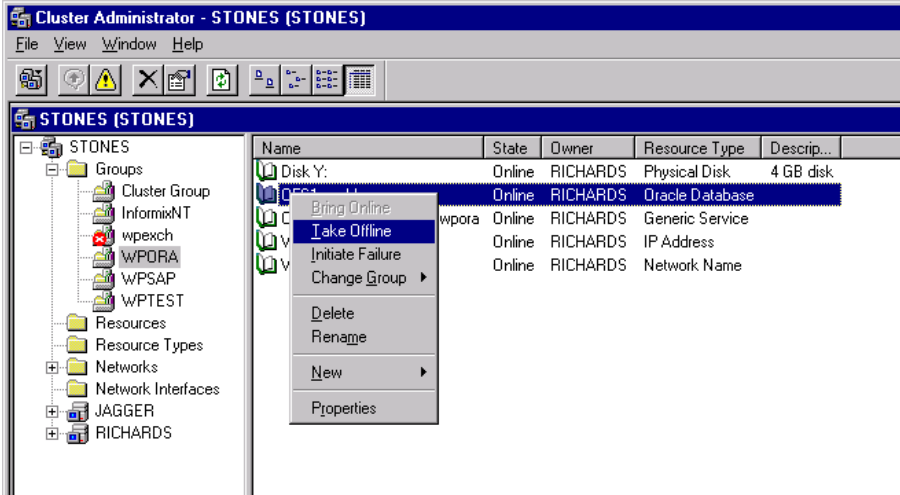 Cluster Administrator - STONES (STONES)
File View Window Help
STONES (STONES)
STONES
Groups
Cluster Group
InformixNT
wpexch
WPORA
WPSAP
WPTEST
Resources
Resource Types
Networks
Network Interfaces
JAGGER
RICHARDS
Name State Owner Resource Type Descrip...
Disk Y: Online RICHARDS Physical Disk 4 GB disk
Online RICHARDS Oracle Database
wpora Online RICHARDS Generic Service
Online RICHARDS IP Address
Online RICHARDS Network Name
Bring Online
Take Offline
Initiate Failure
Change Group
Delete
Rename
New
Properties